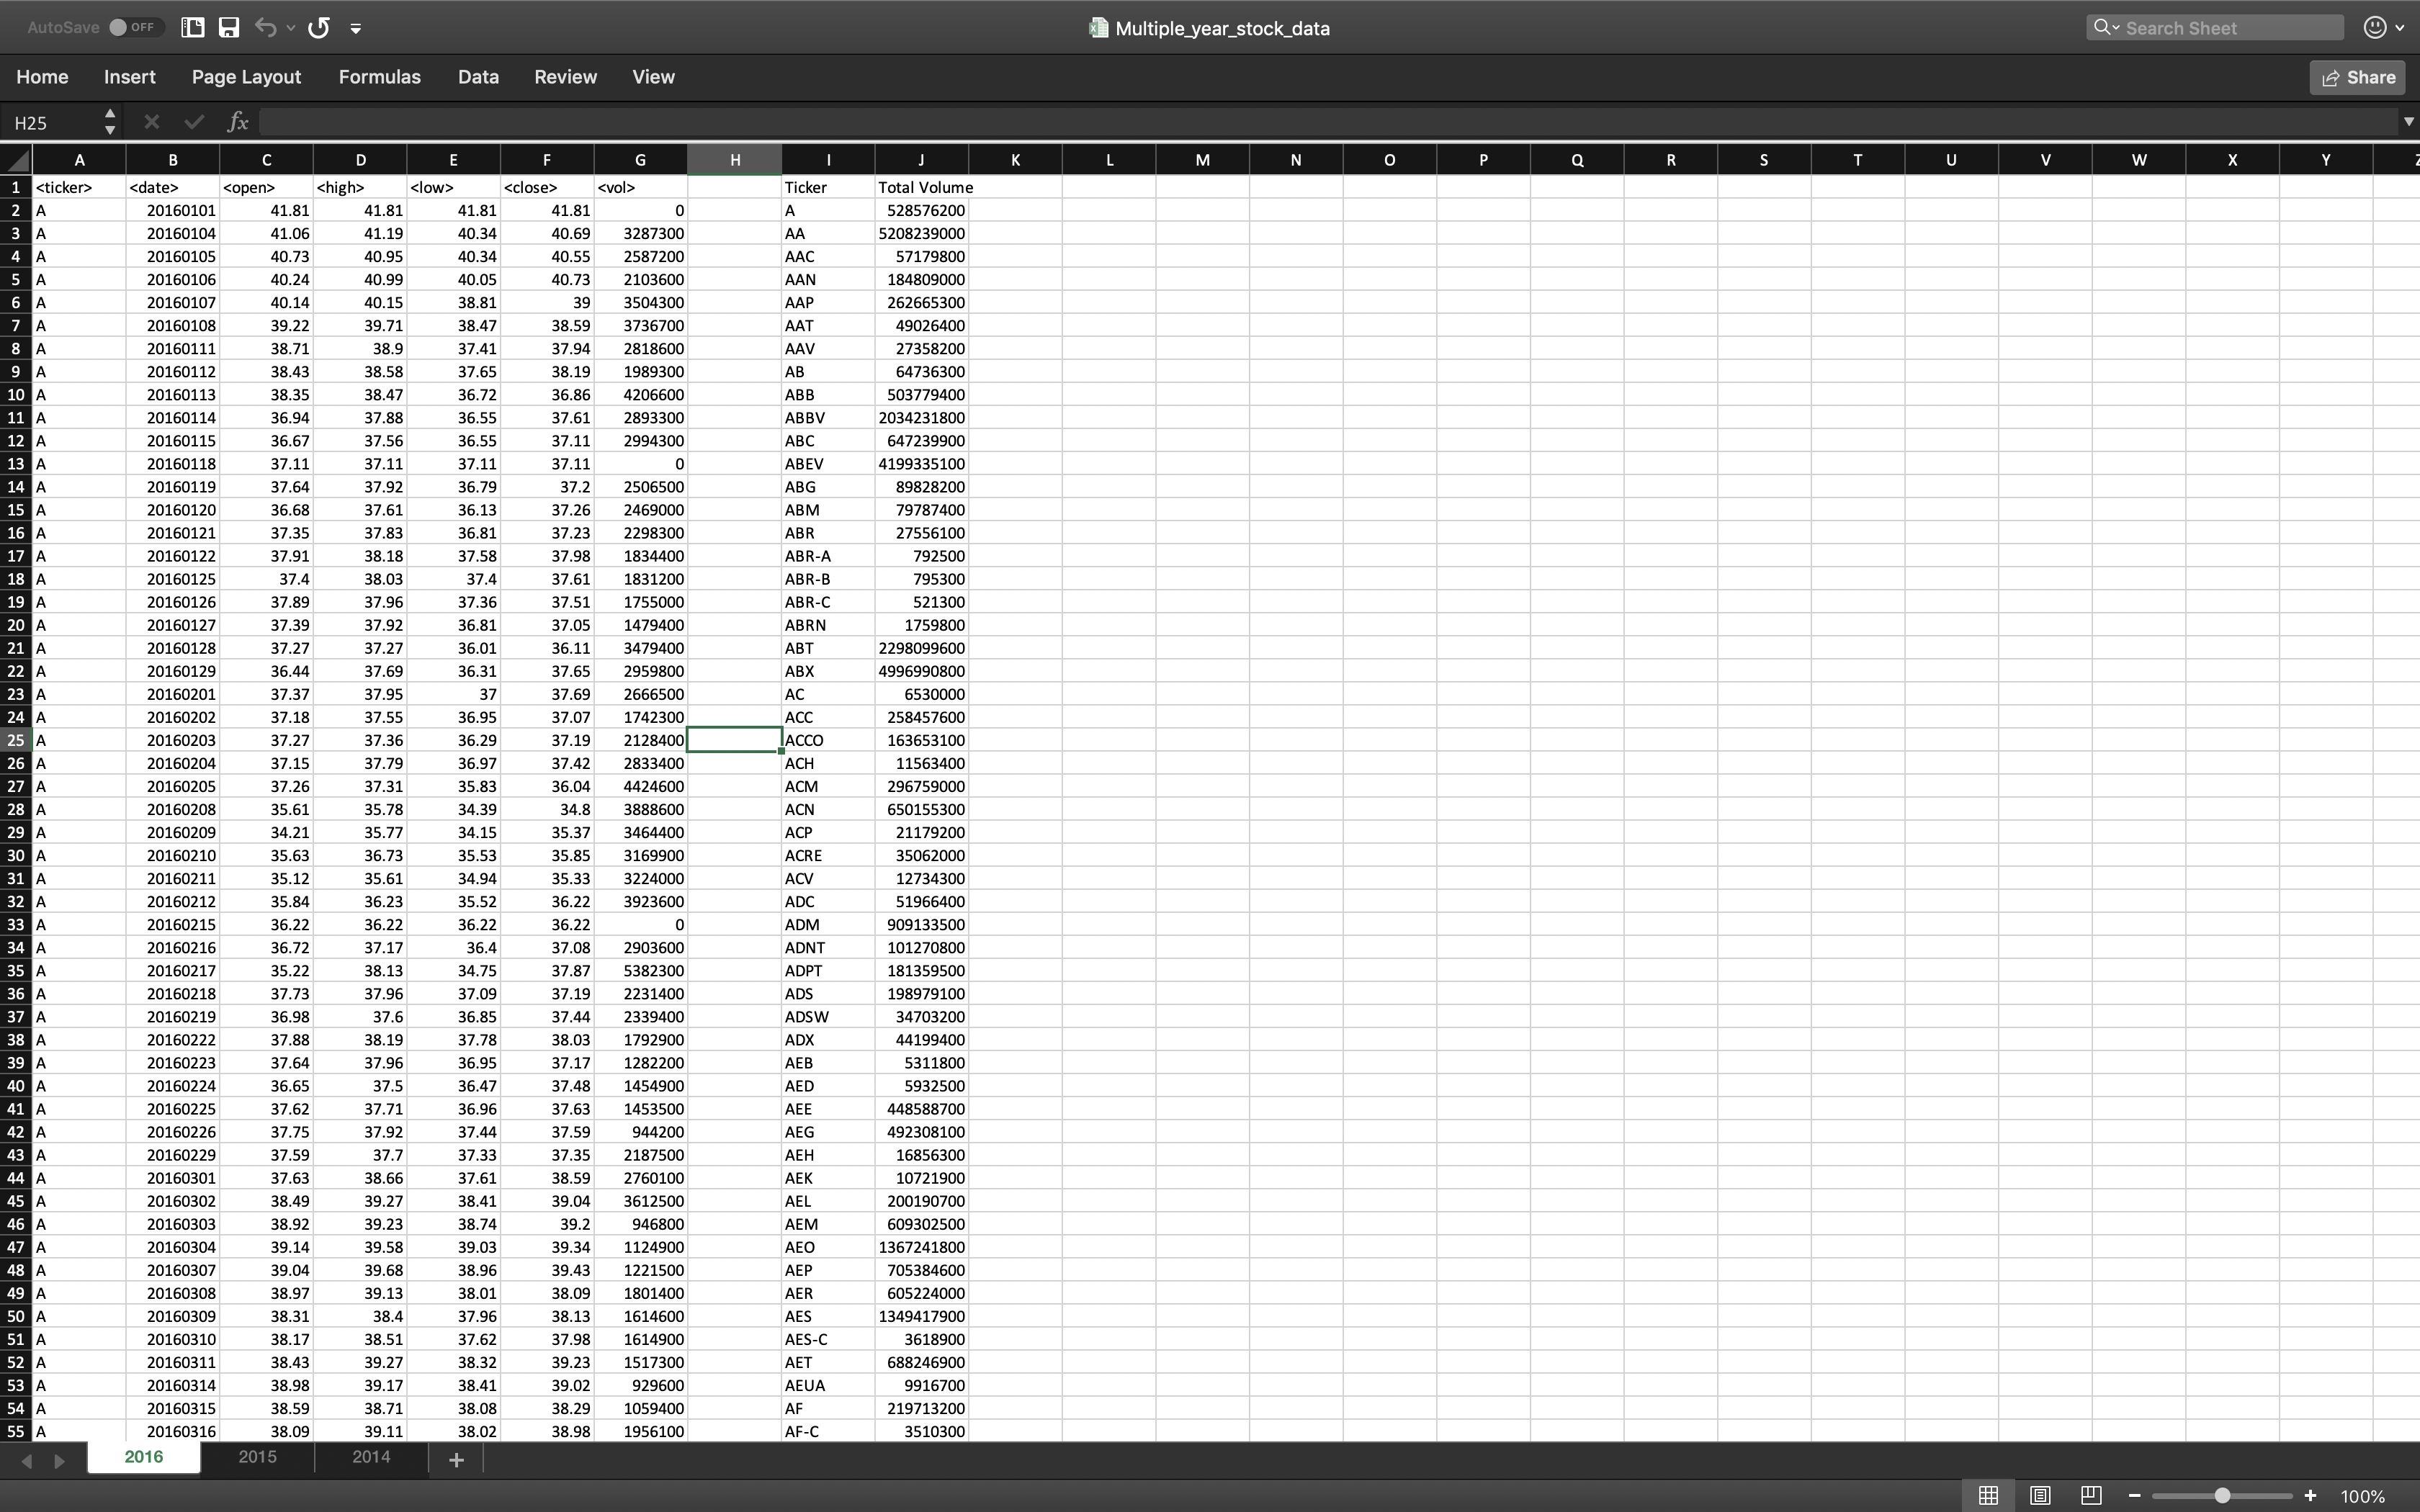 AutoSave OFF Multiple_year_stock_data Search Sheet
Home Insert Page Layout Formulas Data Review View Share
H25 fx
A B C D E F G H I J K L M N O P Q R S T U V W X Y
1 <ticker> <date> <open> <high> <low> <close> <vol> Ticker Total Volume
2 A 20160101 41.81 41.81 41.81 41.81 0 A 528576200
3 A 20160104 41.06 41.19 40.34 40.69 3287300 AA 5208239000
4 A 20160105 40.73 40.95 40.34 40.55 2587200 AAC 57179800
5 A 20160106 40.24 40.99 40.05 40.73 2103600 AAN 184809000
6 A 20160107 40.14 40.15 38.81 39 3504300 AAP 262665300
7 A 20160108 39.22 39.71 38.47 38.59 3736700 AAT 49026400
8 A 20160111 38.71 38.9 37.41 37.94 2818600 AAV 27358200
9 A 20160112 38.43 38.58 37.65 38.19 1989300 AB 64736300
10 A 20160113 38.35 38.47 36.72 36.86 4206600 ABB 503779400
11 A 20160114 36.94 37.88 36.55 37.61 2893300 ABBV 2034231800
12 A 20160115 36.67 37.56 36.55 37.11 2994300 ABC 647239900
13 A 20160118 37.11 37.11 37.11 37.11 0 ABEV 4199335100
14 A 20160119 37.64 37.92 36.79 37.2 2506500 ABG 89828200
15 A 20160120 36.68 37.61 36.13 37.26 2469000 ABM 79787400
16 A 20160121 37.35 37.83 36.81 37.23 2298300 ABR 27556100
17 A 20160122 37.91 38.18 37.58 37.98 1834400 ABR-A 792500
18 A 20160125 37.4 38.03 37.4 37.61 1831200 ABR-B 795300
19 A 20160126 37.89 37.96 37.36 37.51 1755000 ABR-C 521300
20 A 20160127 37.39 37.92 36.81 37.05 1479400 ABRN 1759800
21 A 20160128 37.27 37.27 36.01 36.11 3479400 ABT 2298099600
22 A 20160129 36.44 37.69 36.31 37.65 2959800 ABX 4996990800
23 A 20160201 37.37 37.95 37 37.69 2666500 AC 6530000
24 A 20160202 37.18 37.55 36.95 37.07 1742300 ACC 258457600
25 A 20160203 37.27 37.36 36.29 37.19 2128400 ACCO 163653100
26 A 20160204 37.15 37.79 36.97 37.42 2833400 ACH 11563400
27 A 20160205 37.26 37.31 35.83 36.04 4424600 ACM 296759000
28 A 20160208 35.61 35.78 34.39 34.8 3888600 ACN 650155300
29 A 20160209 34.21 35.77 34.15 35.37 3464400 ACP 21179200
30 A 20160210 35.63 36.73 35.53 35.85 3169900 ACRE 35062000
31 A 20160211 35.12 35.61 34.94 35.33 3224000 ACV 12734300
32 A 20160212 35.84 36.23 35.52 36.22 3923600 ADC 51966400
33 A 20160215 36.22 36.22 36.22 36.22 0 ADM 909133500
34 A 20160216 36.72 37.17 36.4 37.08 2903600 ADNT 101270800
35 A 20160217 35.22 38.13 34.75 37.87 5382300 ADPT 181359500
36 A 20160218 37.73 37.96 37.09 37.19 2231400 ADS 198979100
37 A 20160219 36.98 37.6 36.85 37.44 2339400 ADSW 34703200
38 A 20160222 37.88 38.19 37.78 38.03 1792900 ADX 44199400
39 A 20160223 37.64 37.96 36.95 37.17 1282200 AEB 5311800
40 A 20160224 36.65 37.5 36.47 37.48 1454900 AED 5932500
41 A 20160225 37.62 37.71 36.96 37.63 1453500 AEE 448588700
42 A 20160226 37.75 37.92 37.44 37.59 944200 AEG 492308100
43 A 20160229 37.59 37.7 37.33 37.35 2187500 AEH 16856300
44 A 20160301 37.63 38.66 37.61 38.59 2760100 AEK 10721900
45 A 20160302 38.49 39.27 38.41 39.04 3612500 AEL 200190700
46 A 20160303 38.92 39.23 38.74 39.2 946800 AEM 609302500
47 A 20160304 39.14 39.58 39.03 39.34 1124900 AEO 1367241800
48 A 20160307 39.04 39.68 38.96 39.43 1221500 AEP 705384600
49 A 20160308 38.97 39.13 38.01 38.09 1801400 AER 605224000
50 A 20160309 38.31 38.4 37.96 38.13 1614600 AES 1349417900
51 A 20160310 38.17 38.51 37.62 37.98 1614900 AES-C 3618900
52 A 20160311 38.43 39.27 38.32 39.23 1517300 AET 688246900
53 A 20160314 38.98 39.17 38.41 39.02 929600 AEUA 9916700
54 A 20160315 38.59 38.71 38.08 38.29 1059400 AF 219713200
55 A 20160316 38.09 39.11 38.02 38.98 1956100 AF-C 3510300
2016 2015 2014 +
100%